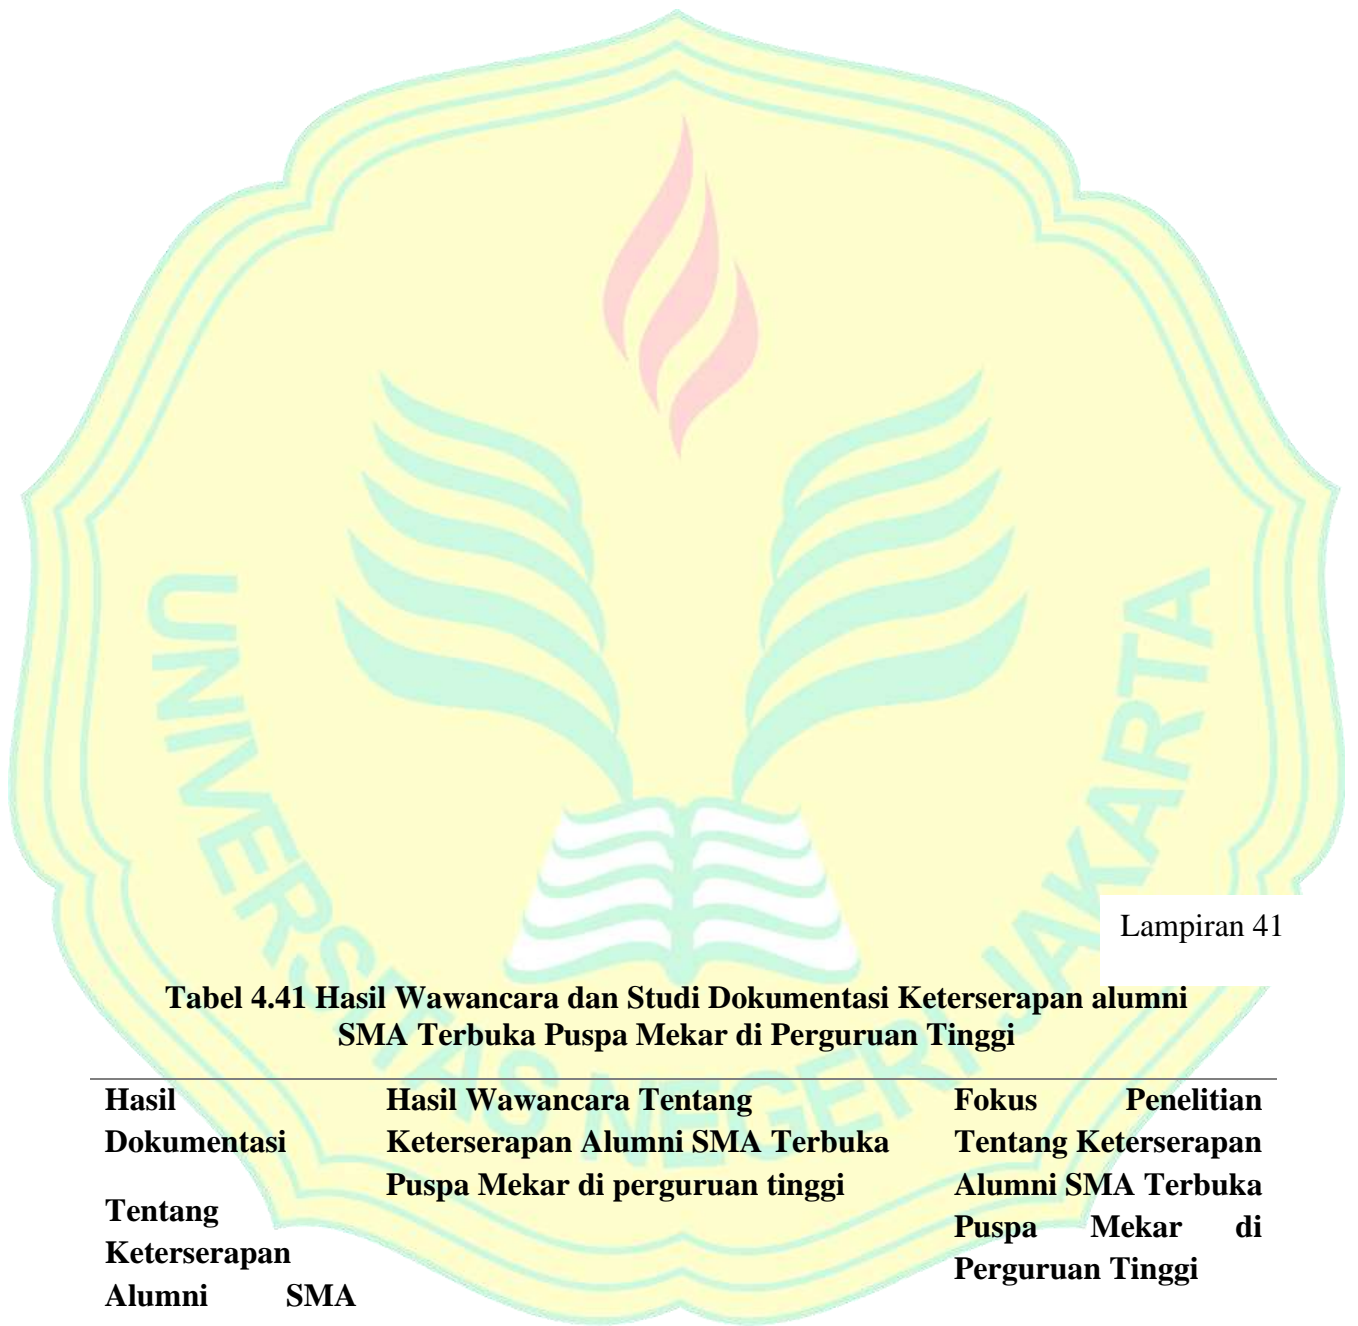 Lampiran 41
Tabel 4.41 Hasil Wawancara dan Studi Dokumentasi Keterserapan alumni
SMA Terbuka Puspa Mekar di Perguruan Tinggi
Hasil
Dokumentasi
Tentang
Keterserapan
Alumni SMA
Hasil Wawancara Tentang
Keterserapan Alumni SMA Terbuka
Puspa Mekar di perguruan tinggi
Fokus Penelitian
Tentang Keterserapan
Alumni SMA Terbuka
Puspa Mekar di
Perguruan Tinggi
UNIVERSITAS NEGERI JAKARTA